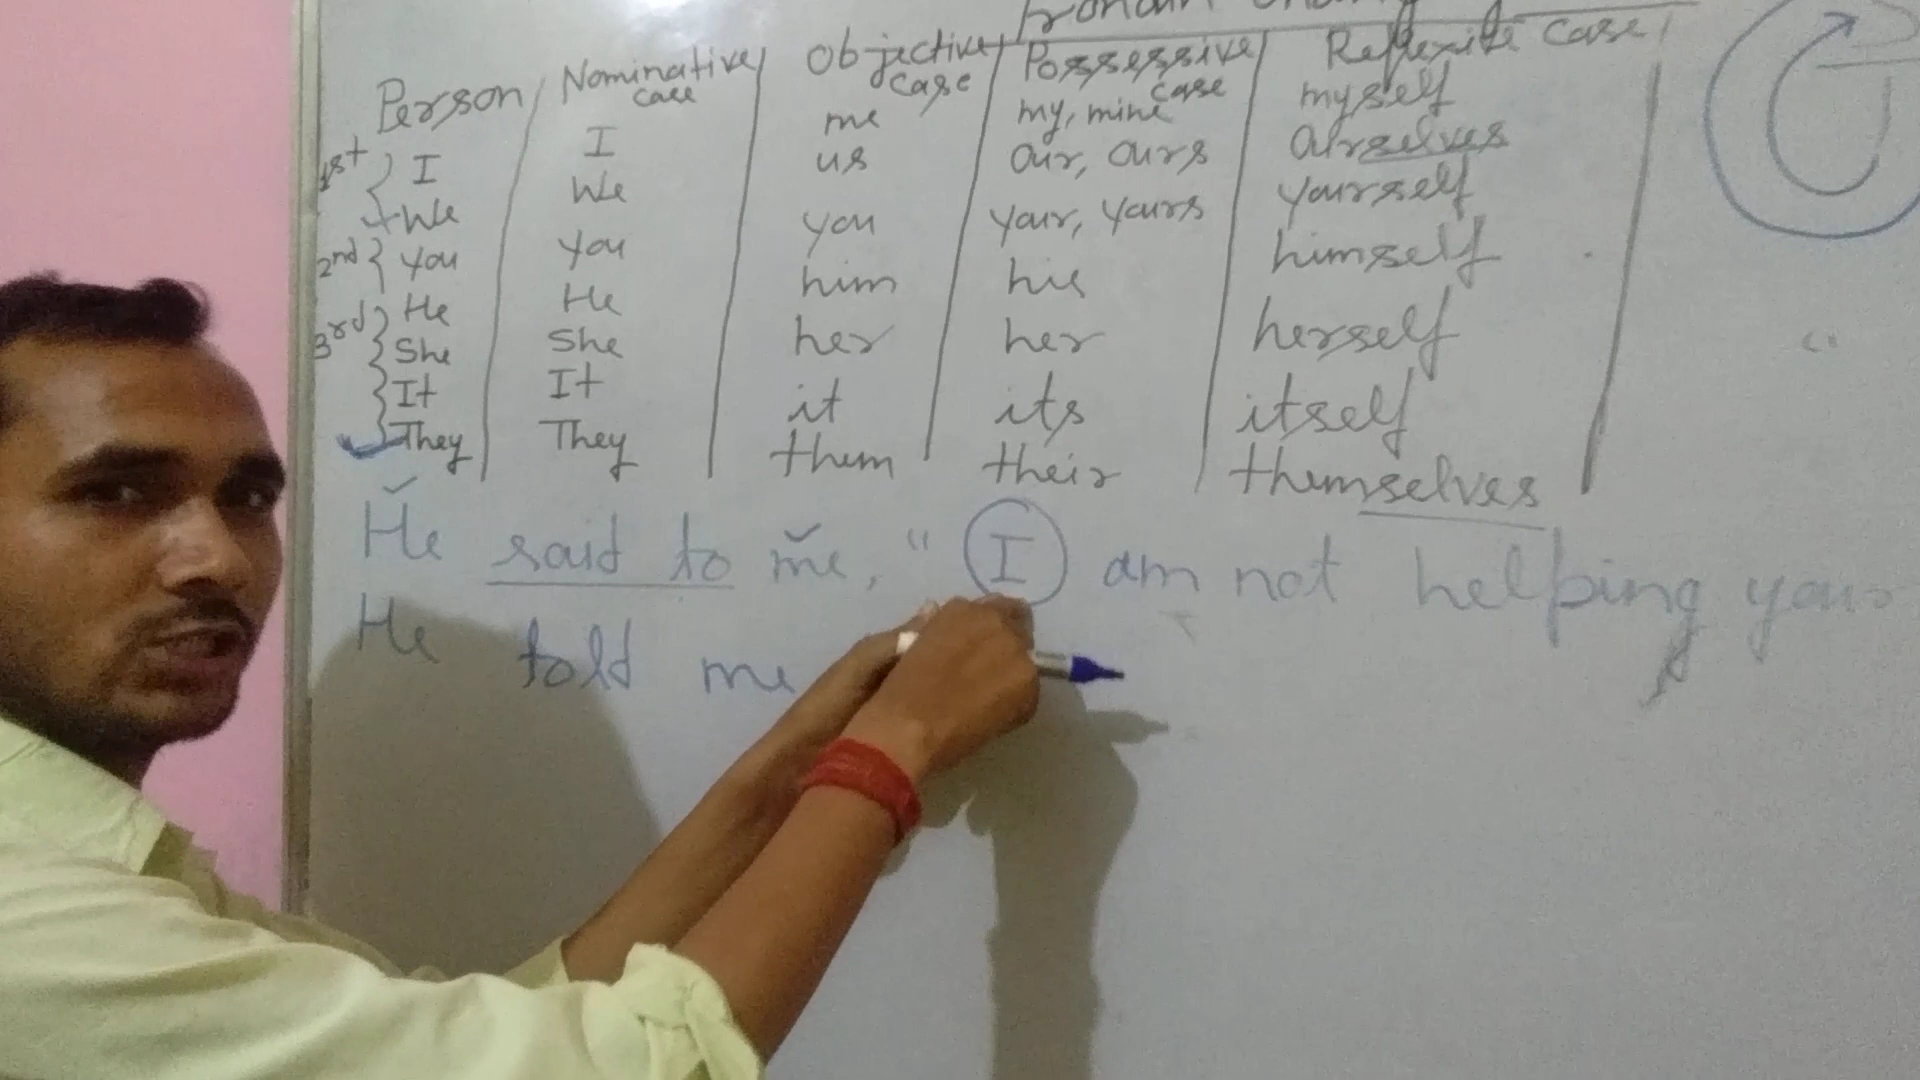 Person Nominative case Objective case Possessive case Reflexive case
1st I I me my, mine myself
We We us our, ours ourselves
2nd you you you your, yours yourself
3rd He He him his himself
She She her her herself
It It it its itself
They They them their themselves
He said to me, " I am not helping
He told me